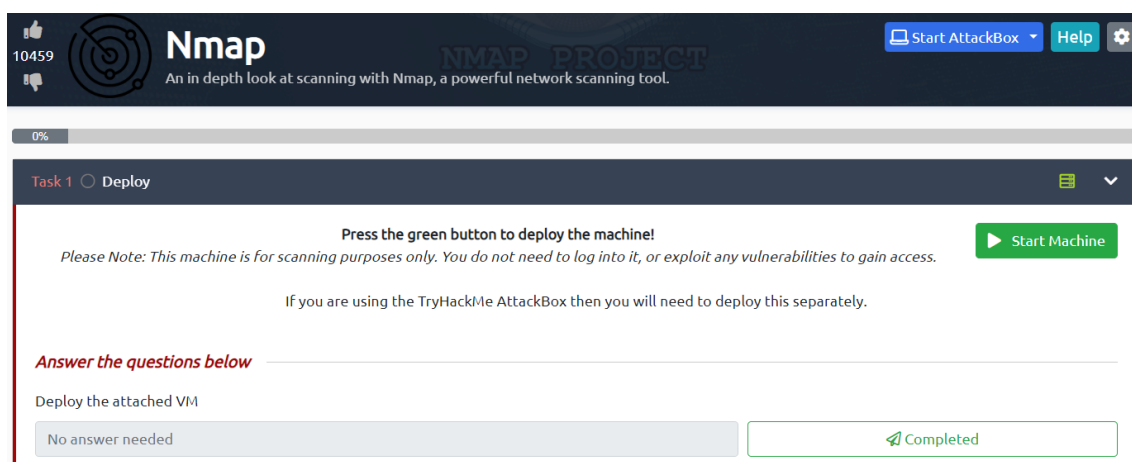 10459
Nmap
NMAP PROJECT
An in depth look at scanning with Nmap, a powerful network scanning tool.
Start AttackBox
Help
0%
Task 1 Deploy
Press the green button to deploy the machine!
Please Note: This machine is for scanning purposes only. You do not need to log into it, or exploit any vulnerabilities to gain access.
Start Machine
If you are using the TryHackMe AttackBox then you will need to deploy this separately.
Answer the questions below
Deploy the attached VM
No answer needed
Completed